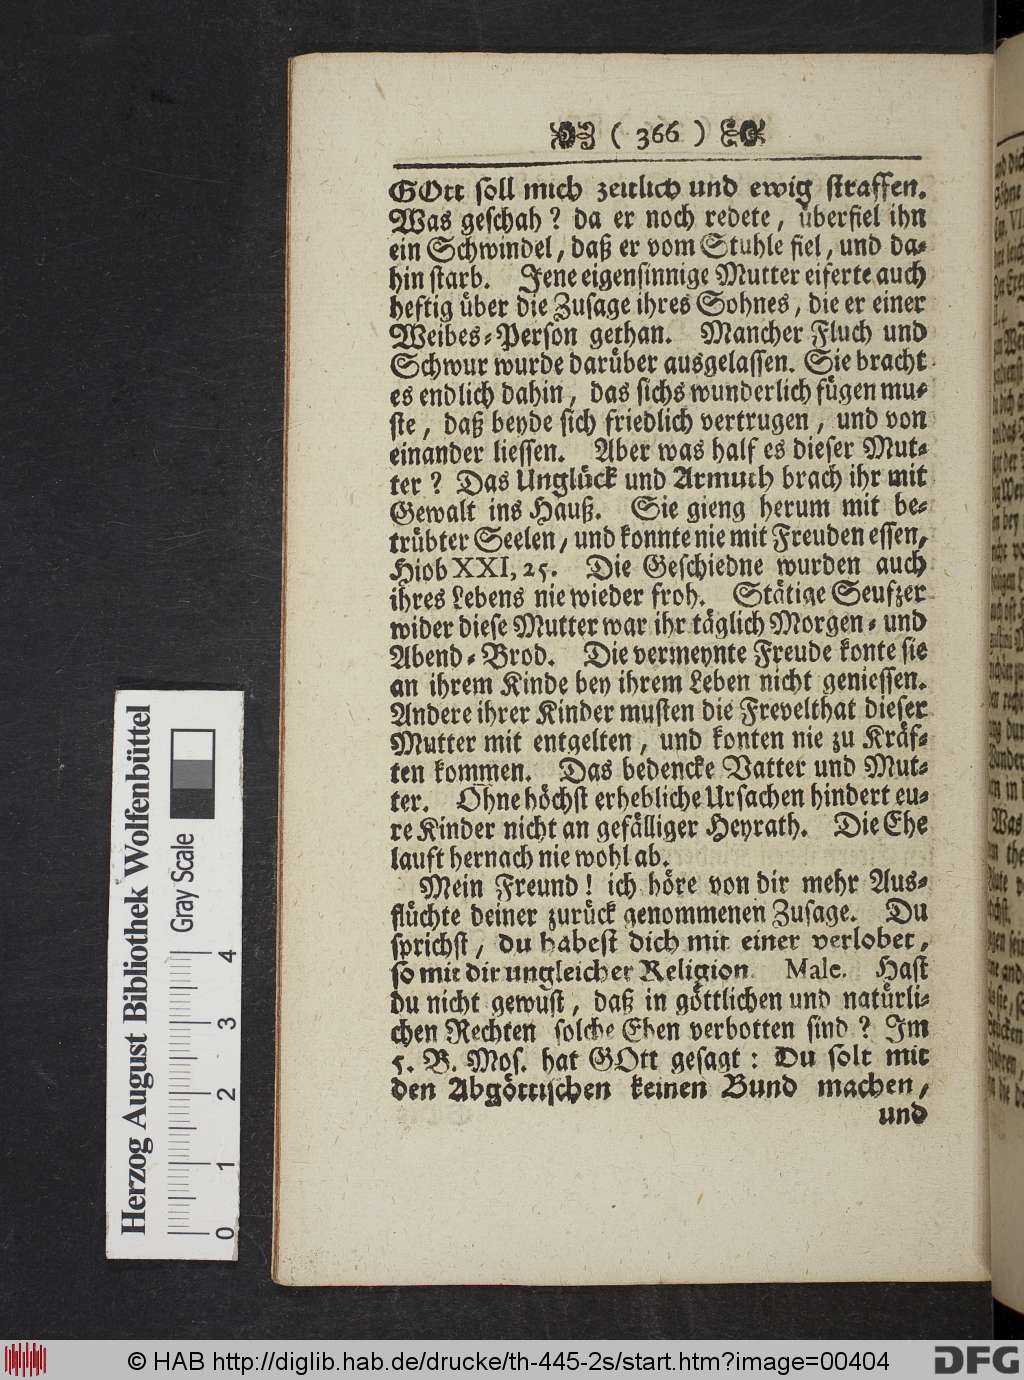 ( 366 )
GOtt soll mich zeitlich und ewig straffen.
Was geschah? da er noch redete, überfiel ihn
ein Schwindel, daß er vom Stuhle fiel, und da-
hin starb. Jene eigensinnige Mutter eiferte auch
heftig über die Zusage ihres Sohnes, die er einer
Weibes-Person gethan. Mancher Fluch und
Schwur wurde darüber ausgelassen. Sie bracht
es endlich dahin, das sichs wunderlich fügen mu-
ste, daß beyde sich friedlich vertrugen, und von
einander liessen. Aber was half es dieser Mut-
ter? Das Unglück und Armuth brach ihr mit
Gewalt ins Hauß. Sie gieng herum mit be-
trübter Seelen, und konnte nie mit Freuden essen,
Hiob XXI, 25. Die Geschiedne wurden auch
ihres Lebens nie wieder froh. Stätige Seufzer
wider diese Mutter war ihr täglich Morgen- und
Abend-Brod. Die vermeynte Freude konte sie
an ihrem Kinde bey ihrem Leben nicht geniessen.
Andere ihrer Kinder musten die Frevelthat dieser
Mutter mit entgelten, und konten nie zu Kräf-
ten kommen. Das bedencke Vatter und Mut-
ter. Ohne höchst erhebliche Ursachen hindert eu-
re Kinder nicht an gefälliger Heyrath. Die Ehe
lauft hernach nie wohl ab.
Mein Freund! ich höre von dir mehr Aus-
flüchte deiner zurück genommenen Zusage. Du
sprichst, du habest dich mit einer verlobet,
so mit dir ungleicher Religion. Male. Hast
du nicht gewust, daß in göttlichen und natürli-
chen Rechten solche Ehen verbotten sind? Im
5. B. Mos. hat GOtt gesagt: Du solt mit
den Abgöttischen keinen Bund machen,
und
Herzog August Bibliothek Wolfenbüttel
Gray Scale
0 1 2 3 4
© HAB http://diglib.hab.de/drucke/th-445-2s/start.htm?image=00404
DFG